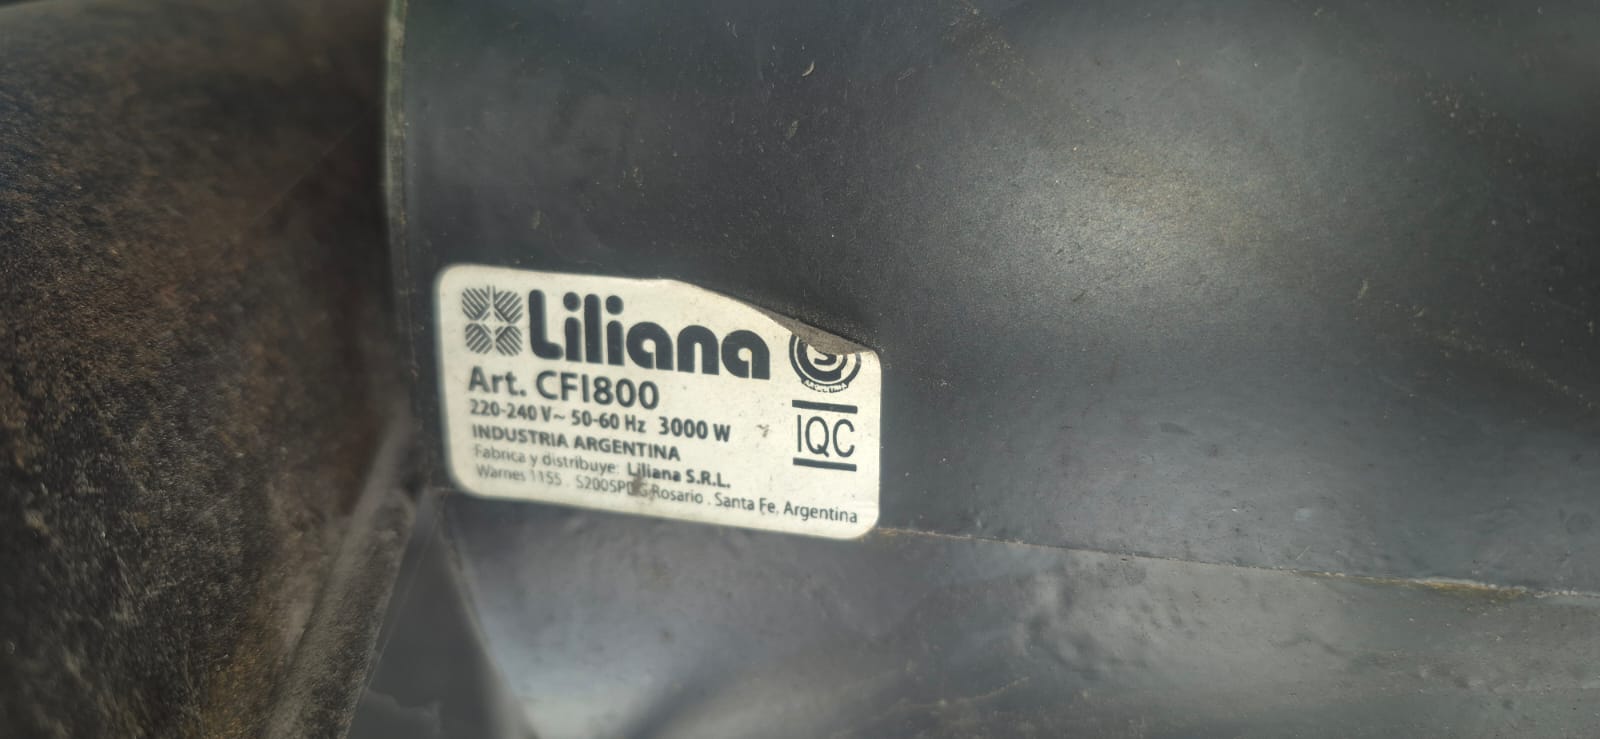 Liliana
Art. CFI800
220-240 V~ 50-60 Hz 3000 W
INDUSTRIA ARGENTINA
Fabrica y distribuye: Liliana S.R.L.
Warnes 1155 . Rosario . Santa Fe. Argentina
S
ARGENTINA
IQC